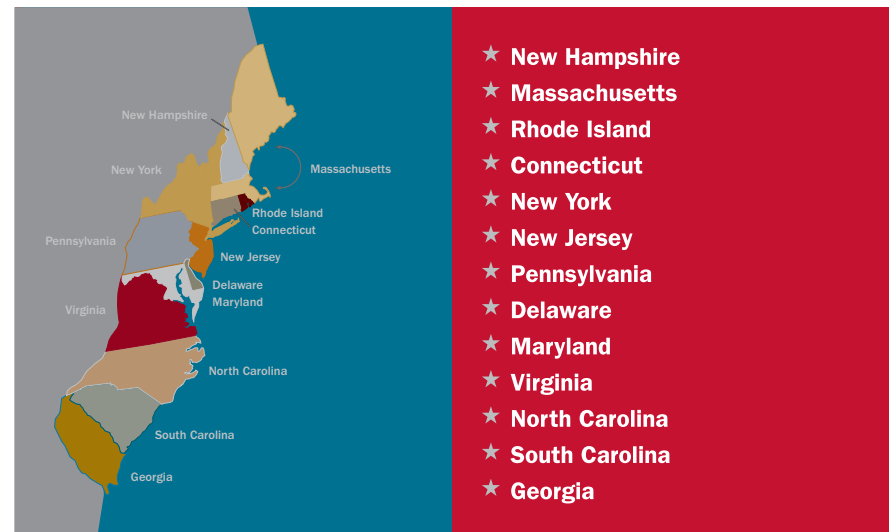 New Hampshire
New York
Massachusetts
Rhode Island
Connecticut
Pennsylvania
New Jersey
Delaware
Maryland
Virginia
North Carolina
South Carolina
Georgia
New Hampshire
Massachusetts
Rhode Island
Connecticut
New York
New Jersey
Pennsylvania
Delaware
Maryland
Virginia
North Carolina
South Carolina
Georgia